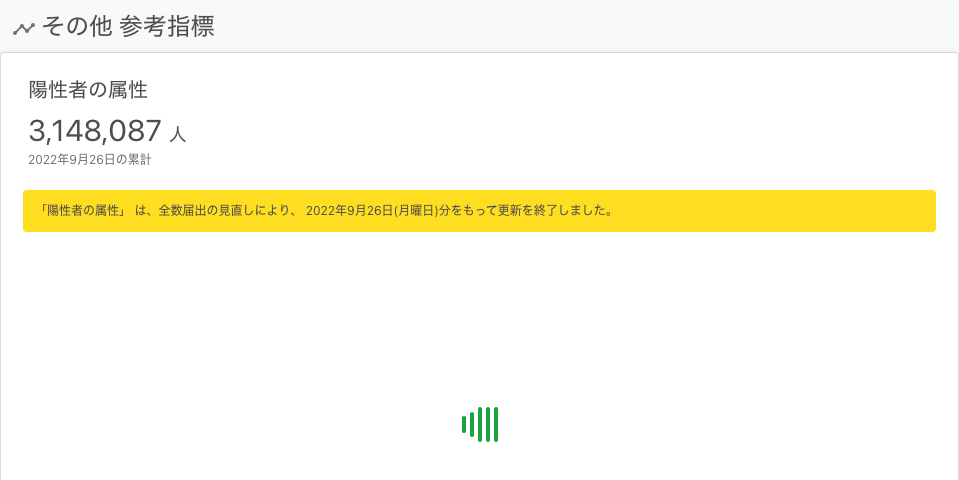 その他 参考指標
陽性者の属性
3,148,087 人
2022年9月26日の累計
「陽性者の属性」 は、全数届出の見直しにより、 2022年9月26日(月曜日)分をもって更新を終了しました。